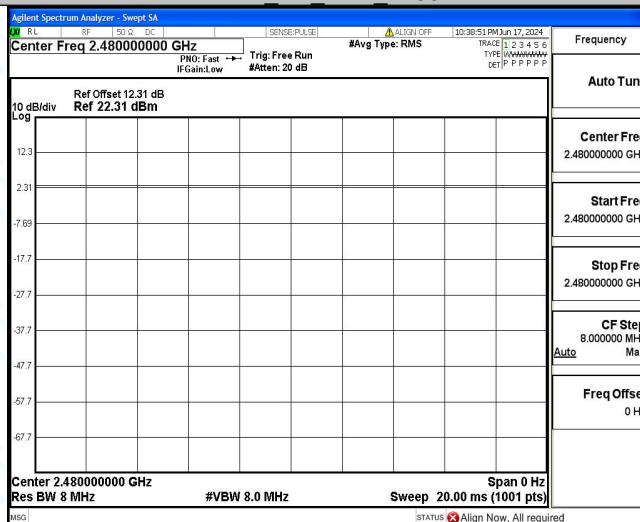 Agilent Spectrum Analyzer - Swept SA
LXI RL RF 50 Ω DC SENSE:PULSE ALIGN OFF 10:38:51 PM Jun 17, 2024
Center Freq 2.480000000 GHz #Avg Type: RMS TRACE 1 2 3 4 5 6
PNO: Fast Trig: Free Run TYPE WWWWWW
IFGain:Low #Atten: 20 dB DET P P P P P P
Ref Offset 12.31 dB
10 dB/div Ref 22.31 dBm
Log
12.3
2.31
-7.69
-17.7
-27.7
-37.7
-47.7
-57.7
-67.7
Center 2.480000000 GHz Span 0 Hz
Res BW 8 MHz #VBW 8.0 MHz Sweep 20.00 ms (1001 pts)
MSG STATUS Align Now, All required
Frequency
Auto Tun
Center Fre
2.480000000 GH
Start Fre
2.480000000 GH
Stop Fre
2.480000000 GH
CF Step
8.000000 MH
Auto Ma
Freq Offse
0 H